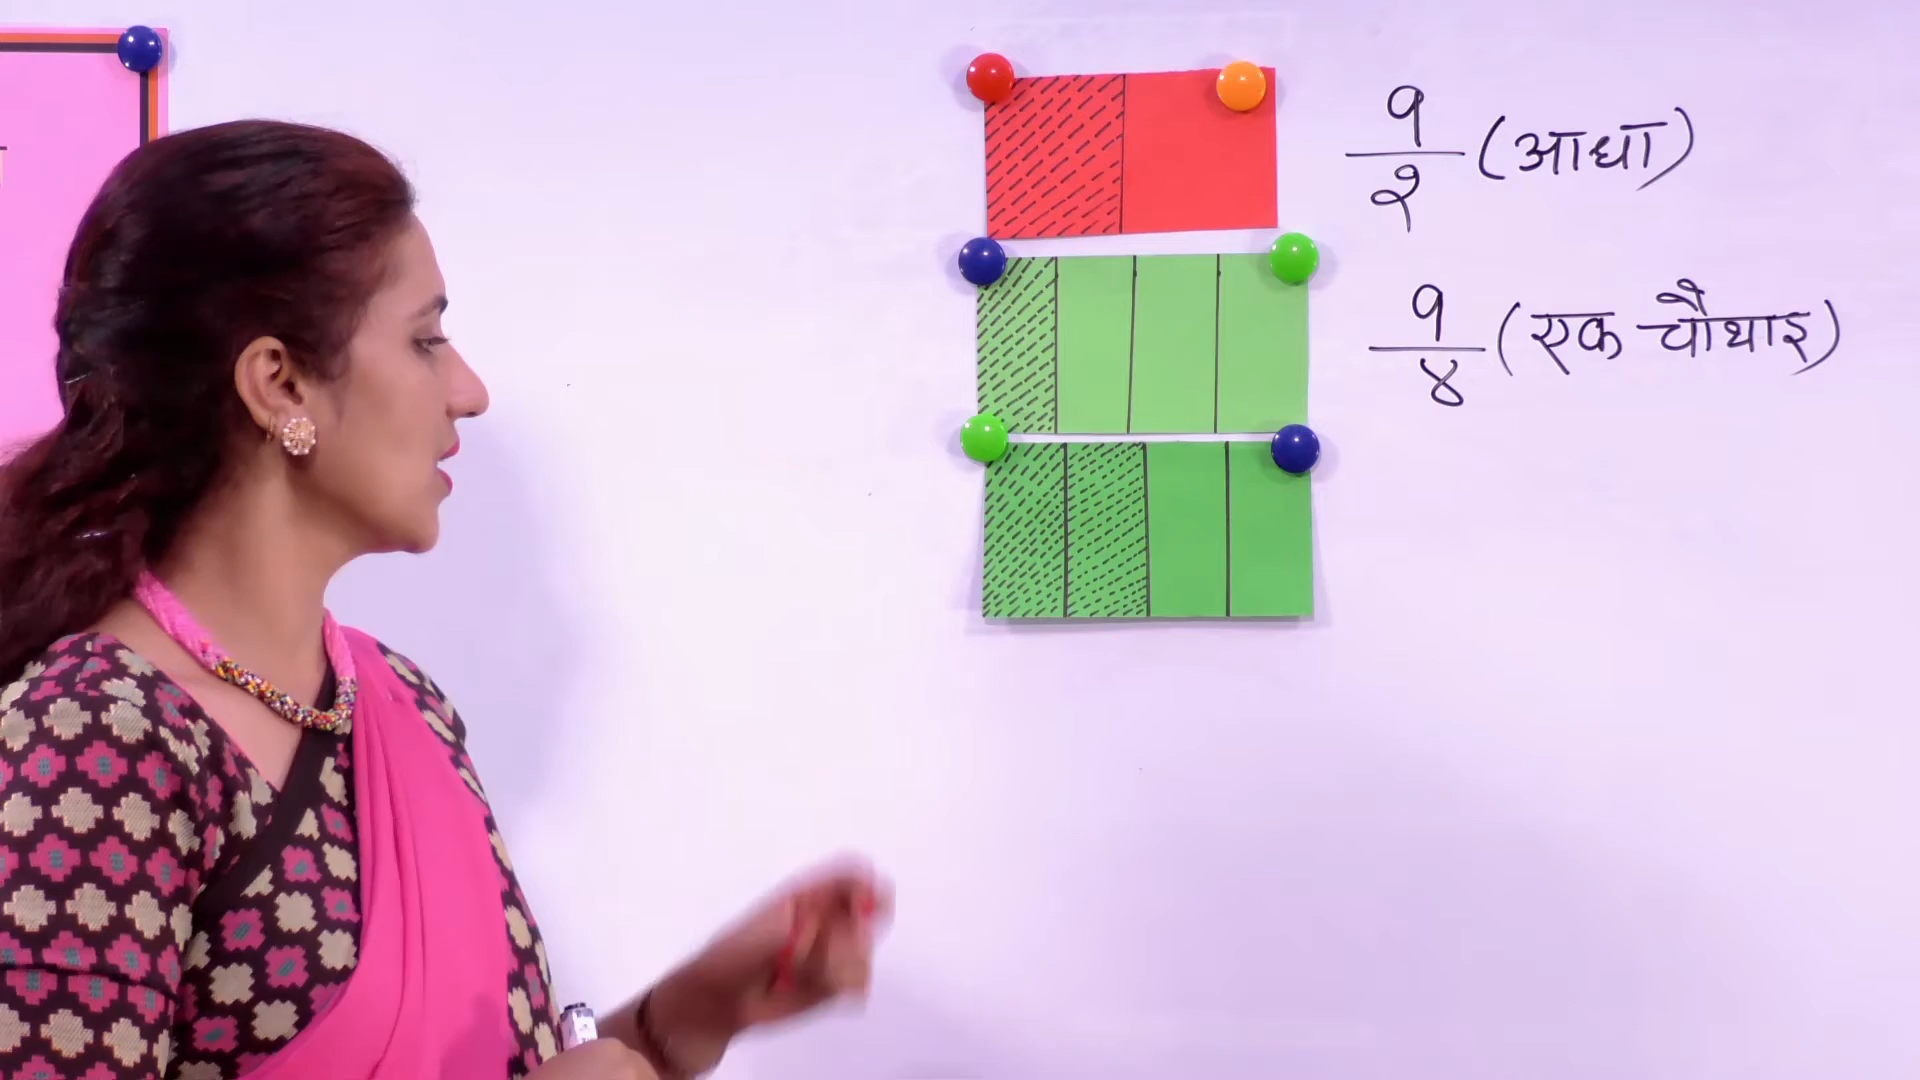 १
२ (आधा)
१
४ (एक चौथाइ)